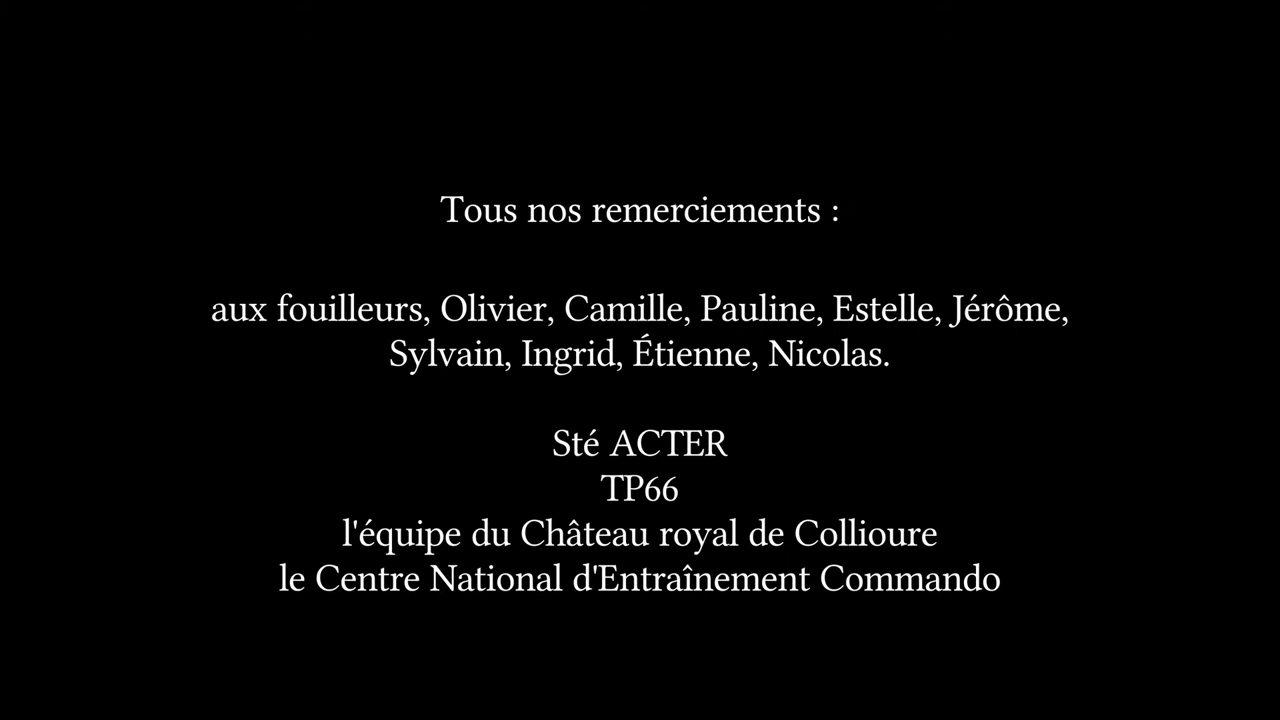 Tous nos remerciements :
aux fouilleurs, Olivier, Camille, Pauline, Estelle, Jérôme,
Sylvain, Ingrid, Étienne, Nicolas.
Sté ACTER
TP66
l'équipe du Château royal de Collioure
le Centre National d'Entraînement Commando